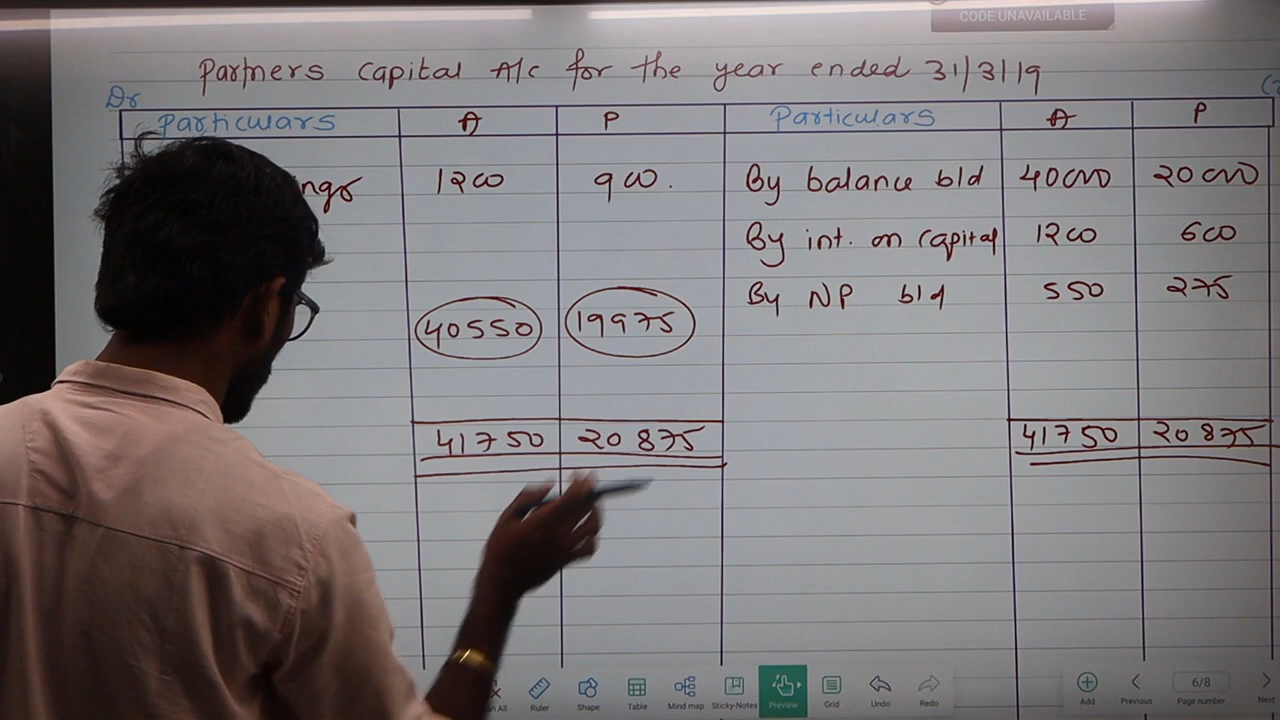 CODE UNAVAILABLE
Partners Capital A/c for the year ended 31/3/19
Dr
Particulars A P Particulars A P
1200 900. By balance b/d 40000 20000
By int. on capital 1200 600
By NP b/d 550 275
40550 19975
41750 20875 41750 20875
6/8
Ruler Shape Table Mind map Sticky-Notes Preview Grid Undo Redo Add Previous Page number Next